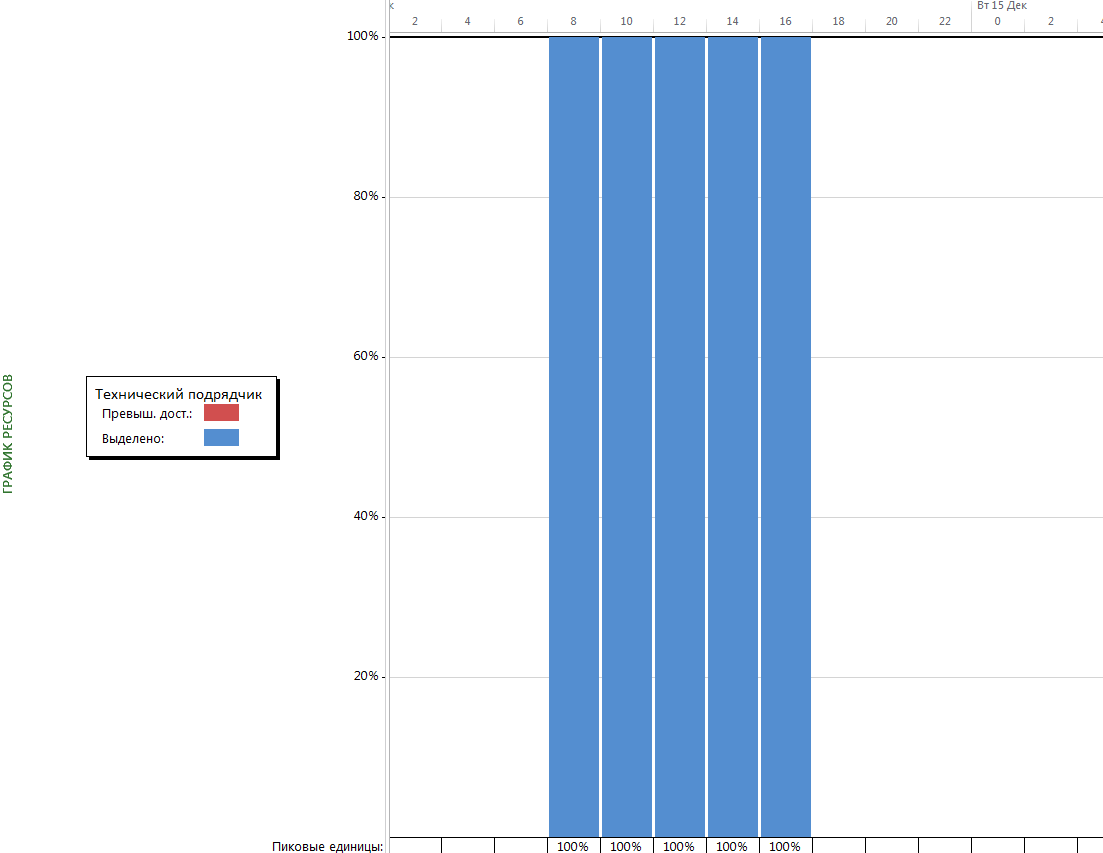 Вт 15 Дек
2 4 6 8 10 12 14 16 18 20 22 0 2
100%
80%
60%
40%
20%
ГРАФИК РЕСУРСОВ
Технический подрядчик
Превыш. дост.:
Выделено:
Пиковые единицы: 100% 100% 100% 100% 100%